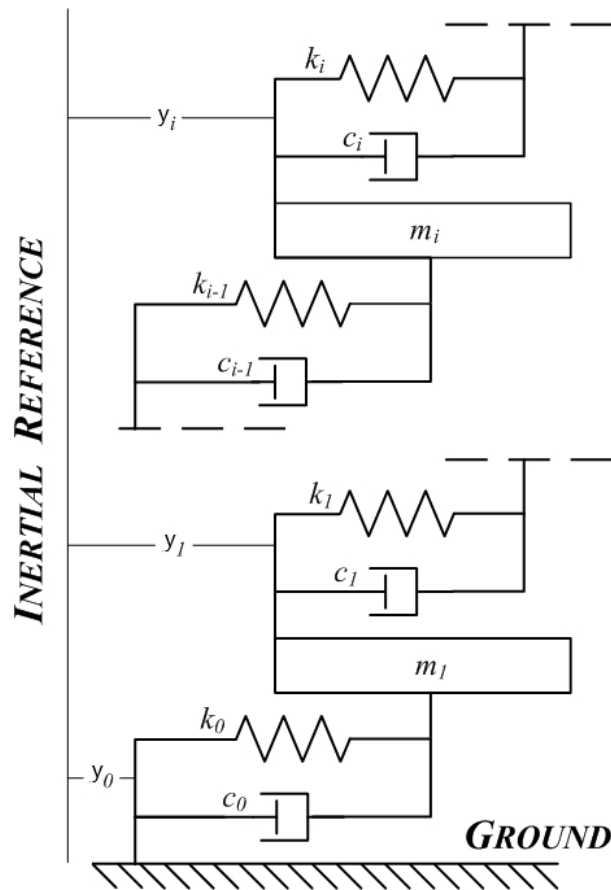 k_i
y_i
c_i
m_i
k_{i-1}
c_{i-1}
k_1
y_1
c_1
m_1
k_0
y_0
c_0
GROUND
INERTIAL REFERENCE